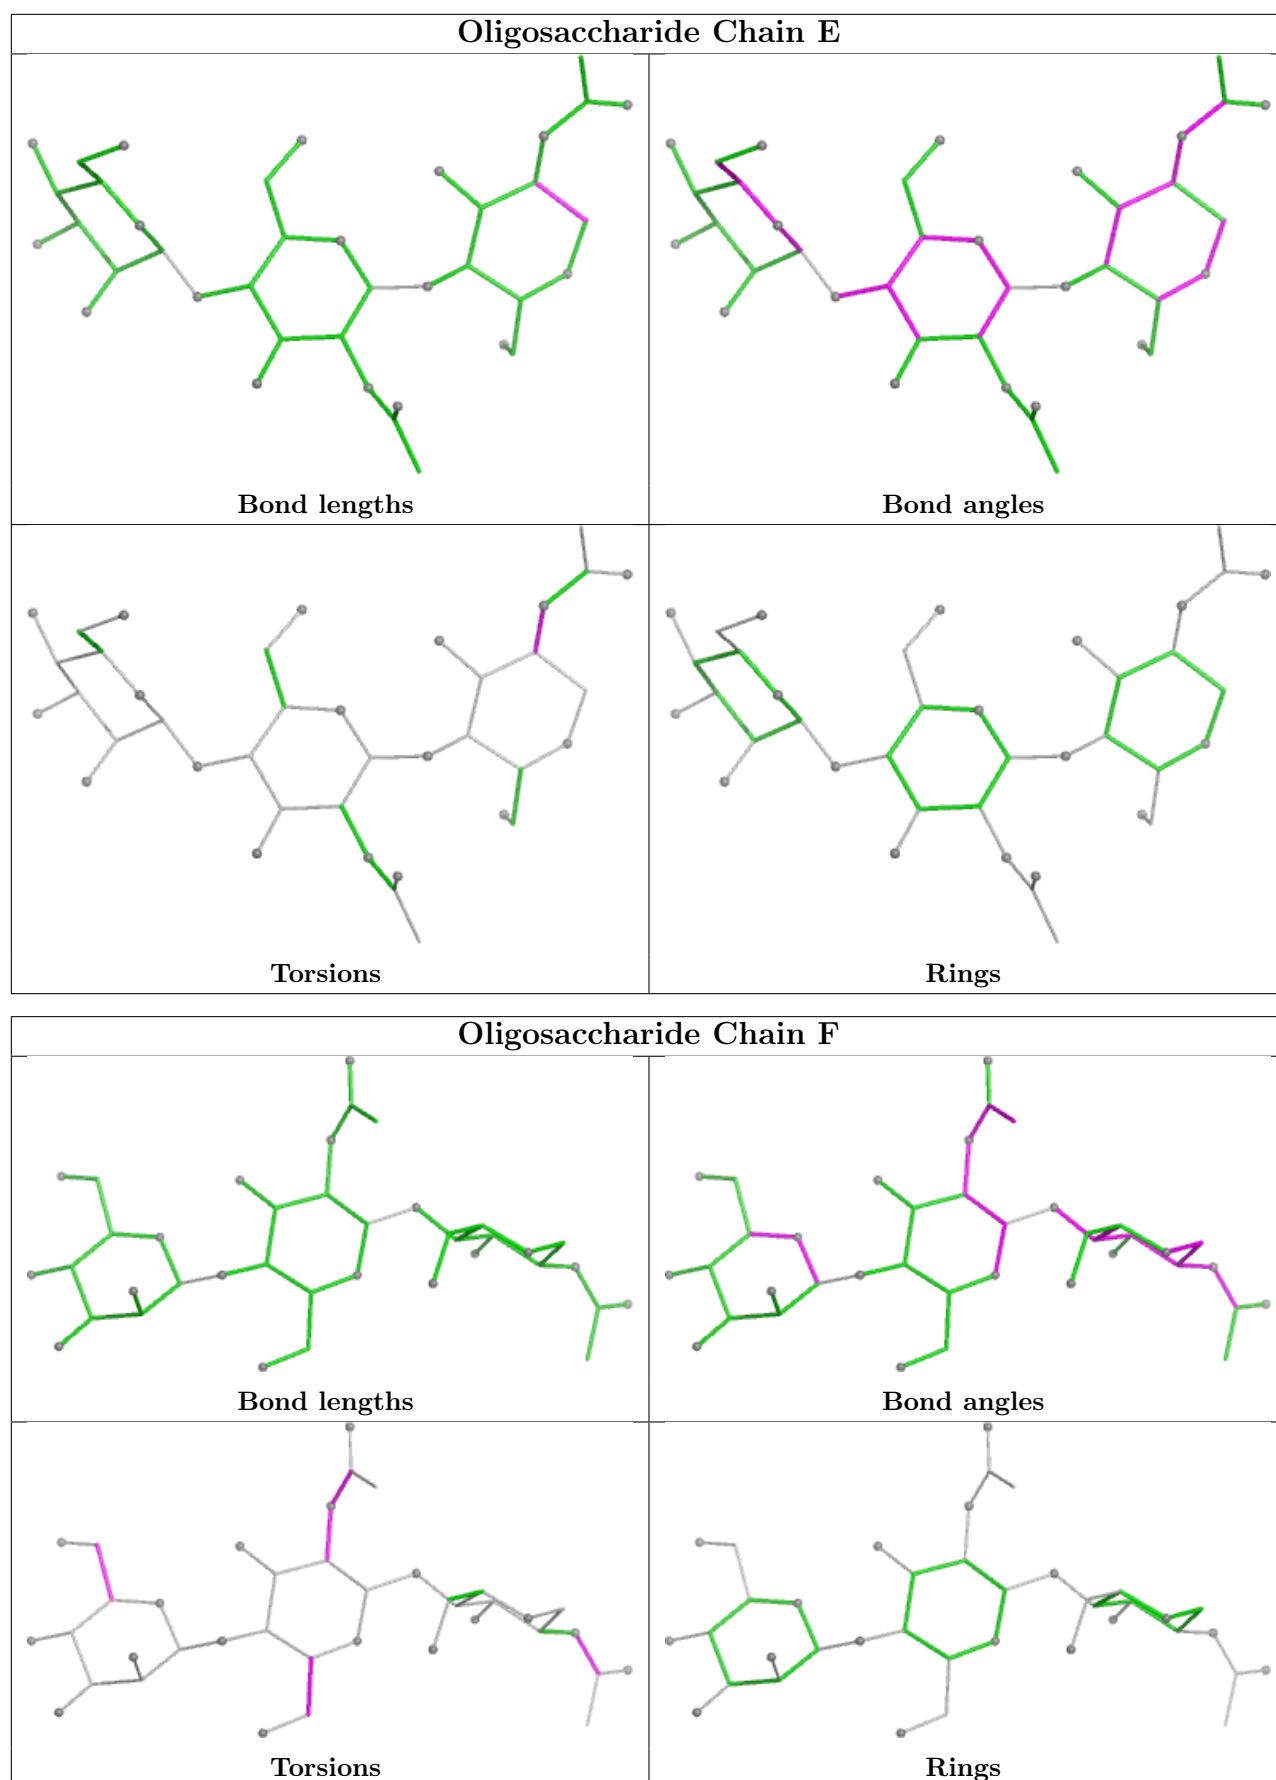 Oligosaccharide Chain E
Bond lengths
Bond angles
Torsions
Rings
Oligosaccharide Chain F
Bond lengths
Bond angles
Torsions
Rings